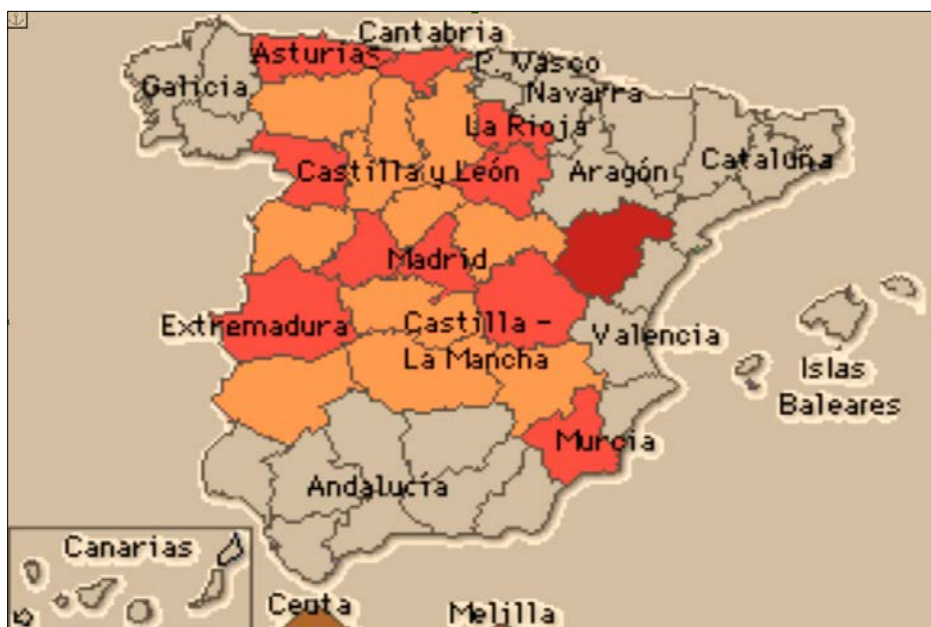 Cantabria
Asturias
P. Vasco
Galicia
Navarra
La Rioja
Castilla y León
Aragón
Cataluña
Madrid
Extremadura
Castilla -
La Mancha
Valencia
Islas
Baleares
Murcia
Andalucía
Canarias
Ceuta
Melilla